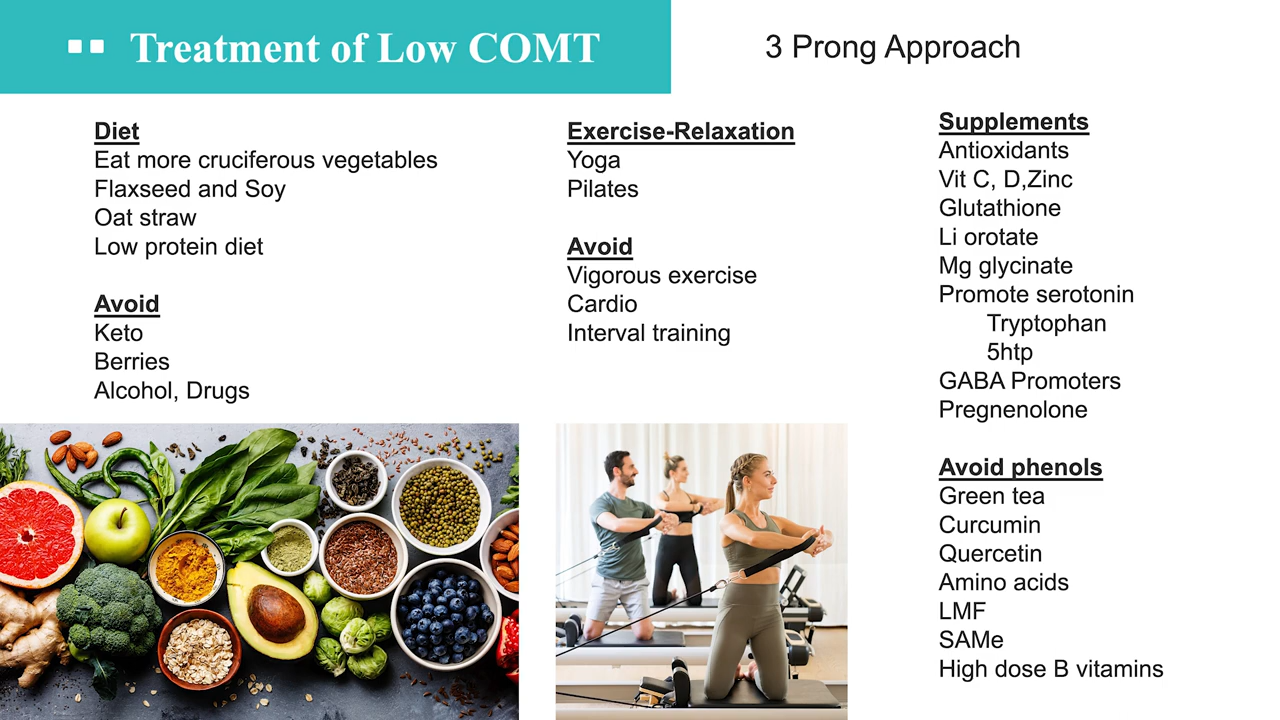 Treatment of Low COMT
3 Prong Approach
Diet
Eat more cruciferous vegetables
Flaxseed and Soy
Oat straw
Low protein diet
Avoid
Keto
Berries
Alcohol, Drugs
Exercise-Relaxation
Yoga
Pilates
Avoid
Vigorous exercise
Cardio
Interval training
Supplements
Antioxidants
Vit C, D,Zinc
Glutathione
Li orotate
Mg glycinate
Promote serotonin
Tryptophan
5htp
GABA Promoters
Pregnenolone
Avoid phenols
Green tea
Curcumin
Quercetin
Amino acids
LMF
SAMe
High dose B vitamins